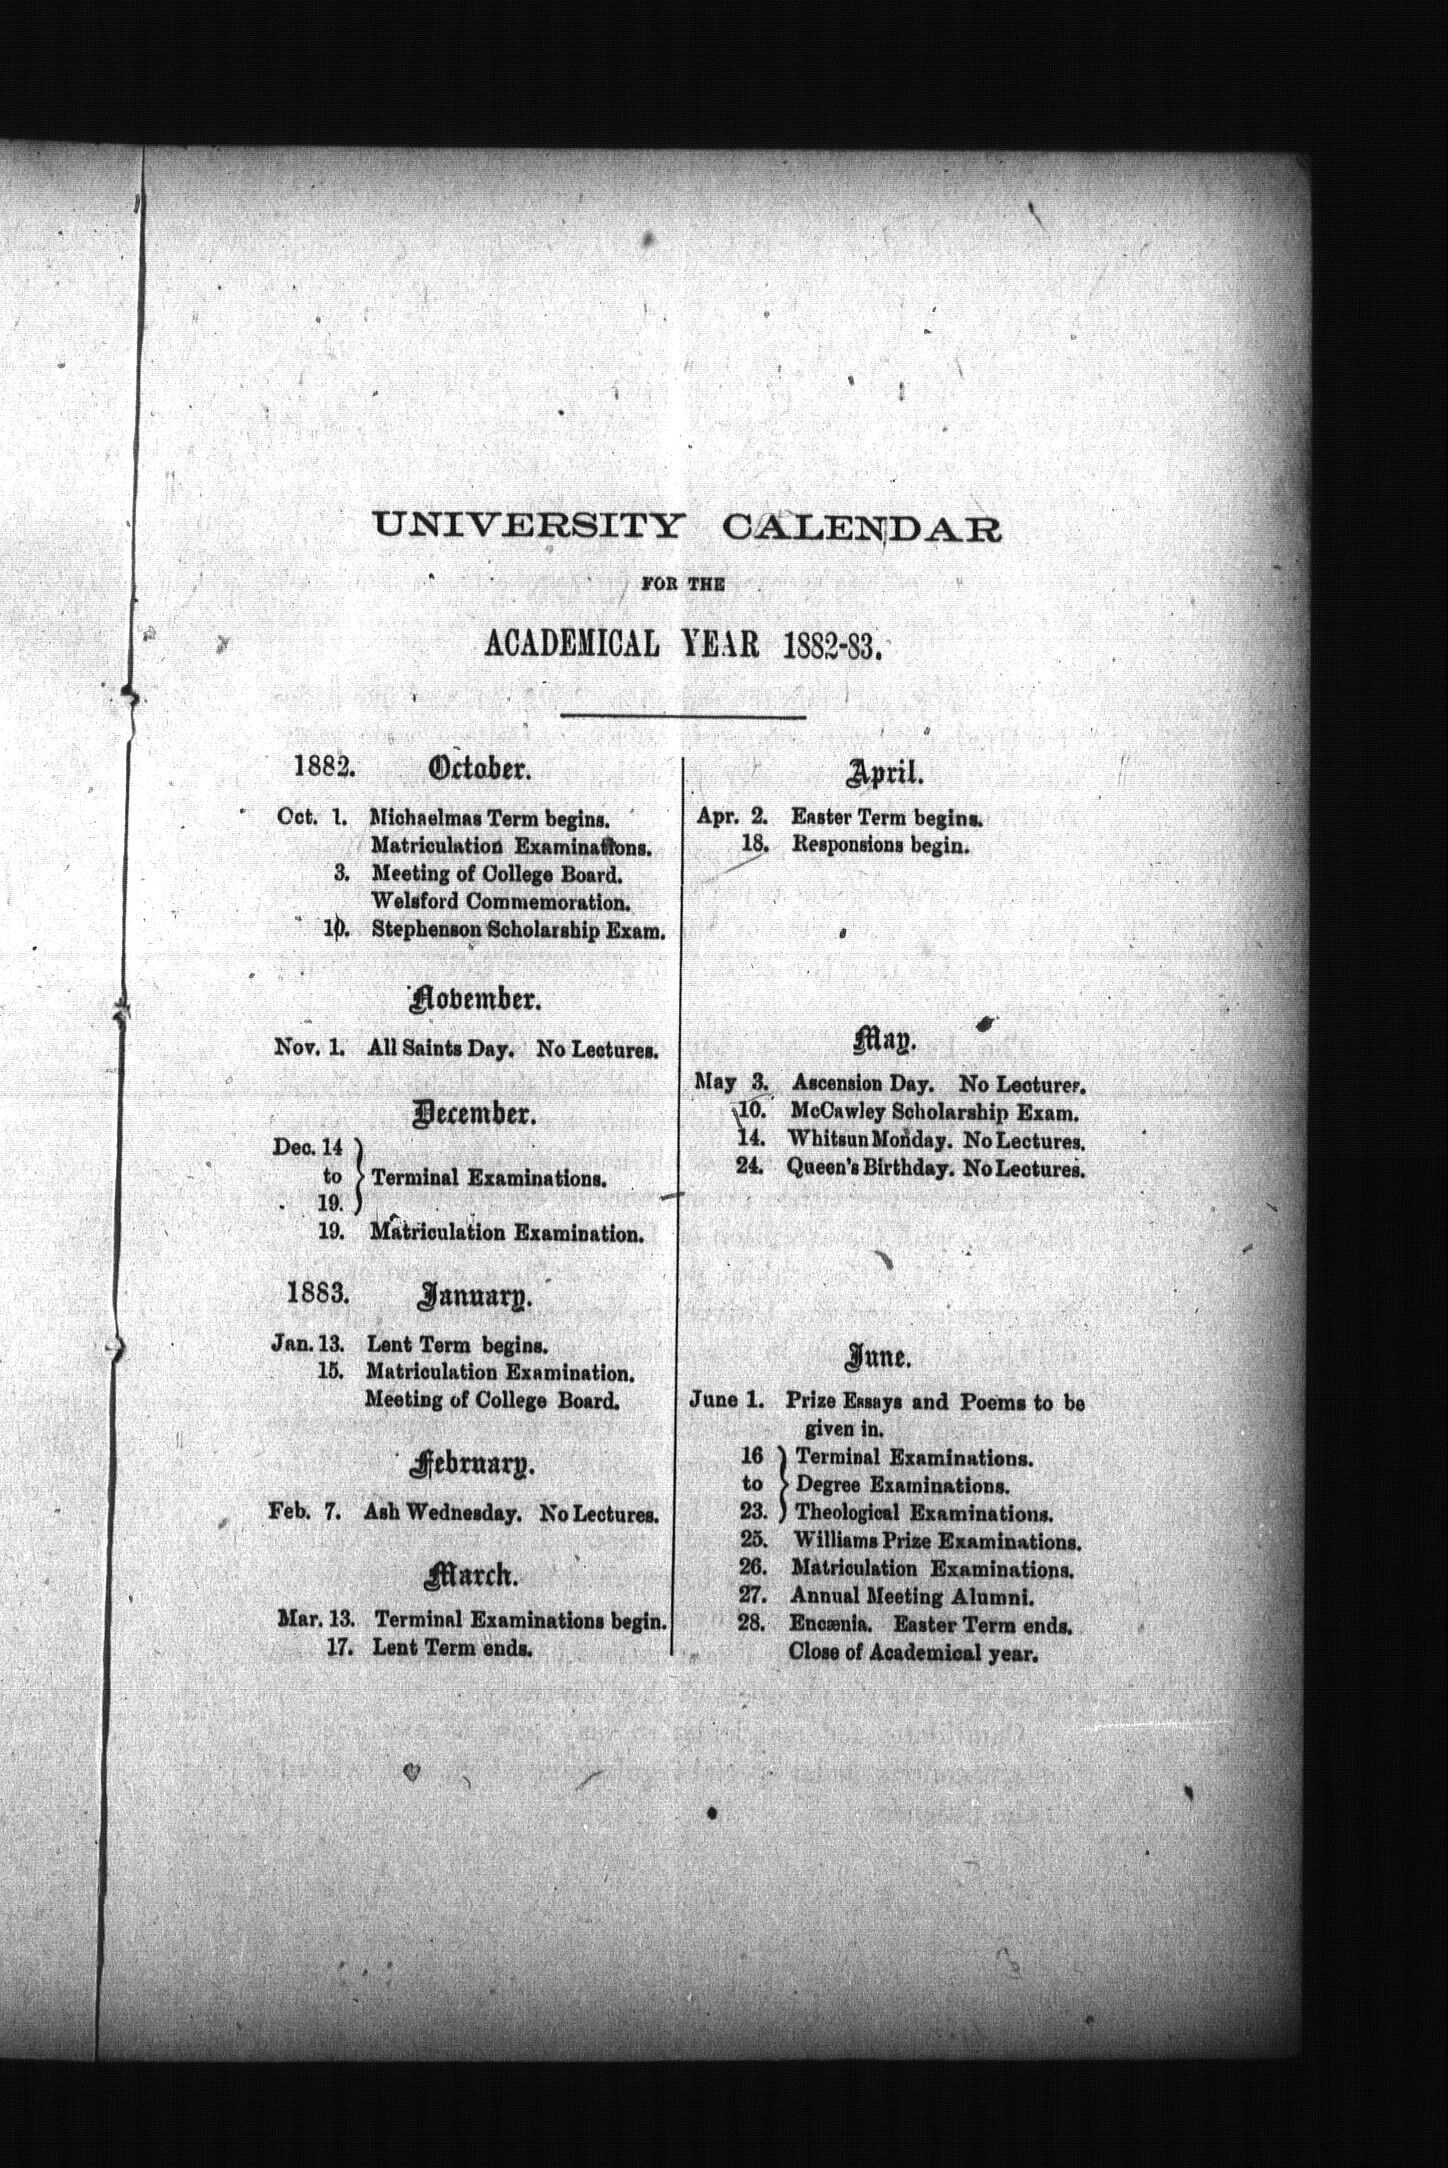 UNIVERSITY CALENDAR
FOR THE
ACADEMICAL YEAR 1882-83.
1882. October.
Oct. 1. Michaelmas Term begins.
Matriculation Examinations.
3. Meeting of College Board.
Welsford Commemoration.
10. Stephenson Scholarship Exam.
November.
Nov. 1. All Saints Day. No Lectures.
December.
Dec. 14
to } Terminal Examinations.
19.
19. Matriculation Examination.
1883. January.
Jan. 13. Lent Term begins.
15. Matriculation Examination.
Meeting of College Board.
February.
Feb. 7. Ash Wednesday. No Lectures.
March.
Mar. 13. Terminal Examinations begin.
17. Lent Term ends.
April.
Apr. 2. Easter Term begins.
18. Responsions begin.
May.
May 3. Ascension Day. No Lectures.
10. McCawley Scholarship Exam.
14. Whitsun Monday. No Lectures.
24. Queen's Birthday. No Lectures.
June.
June 1. Prize Essays and Poems to be
given in.
16 } Terminal Examinations.
to } Degree Examinations.
23. } Theological Examinations.
25. Williams Prize Examinations.
26. Matriculation Examinations.
27. Annual Meeting Alumni.
28. Encænia. Easter Term ends.
Close of Academical year.